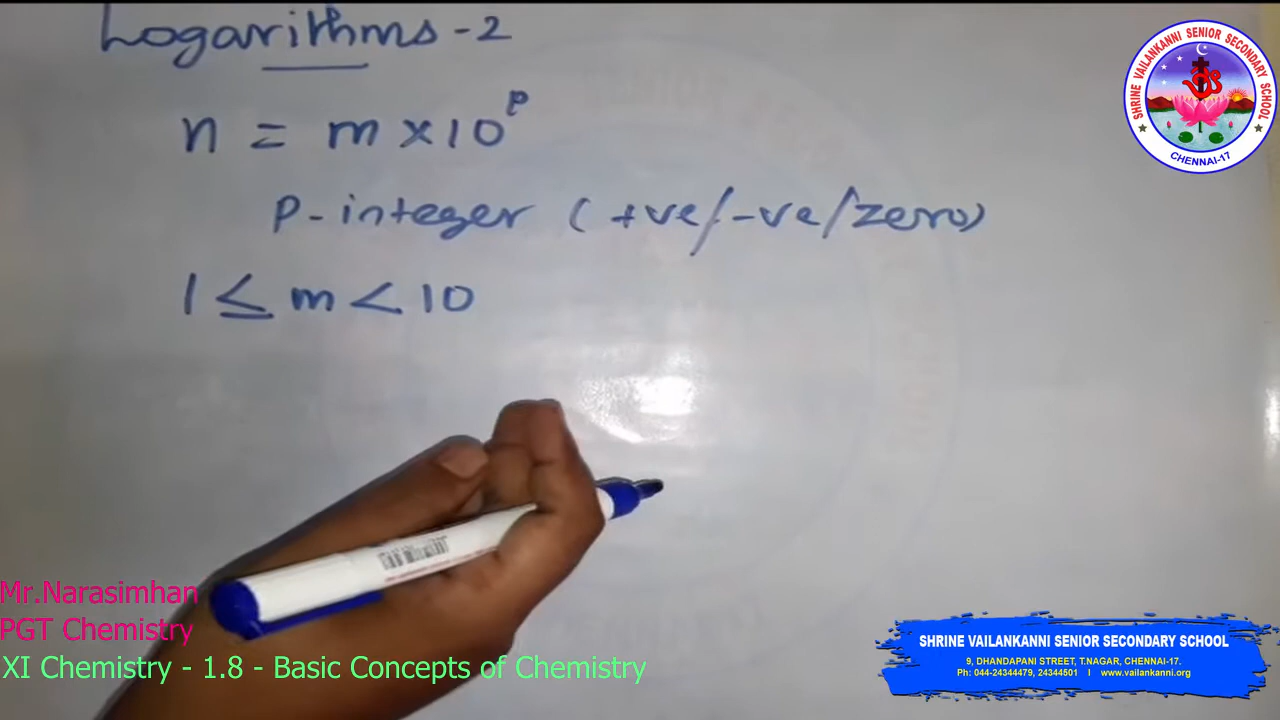 Logarithms - 2
n = m × 10^p
p - integer ( +ve/-ve/zero)
1 ≤ m < 10
SHRINE VAILANKANNI SENIOR SECONDARY SCHOOL
CHENNAI-17
Mr.Narasimhan
PGT Chemistry
XI Chemistry - 1.8 - Basic Concepts of Chemistry
SHRINE VAILANKANNI SENIOR SECONDARY SCHOOL
9, DHANDAPANI STREET, T.NAGAR, CHENNAI-17.
Ph: 044-24344479, 24344501 I www.vailankanni.org